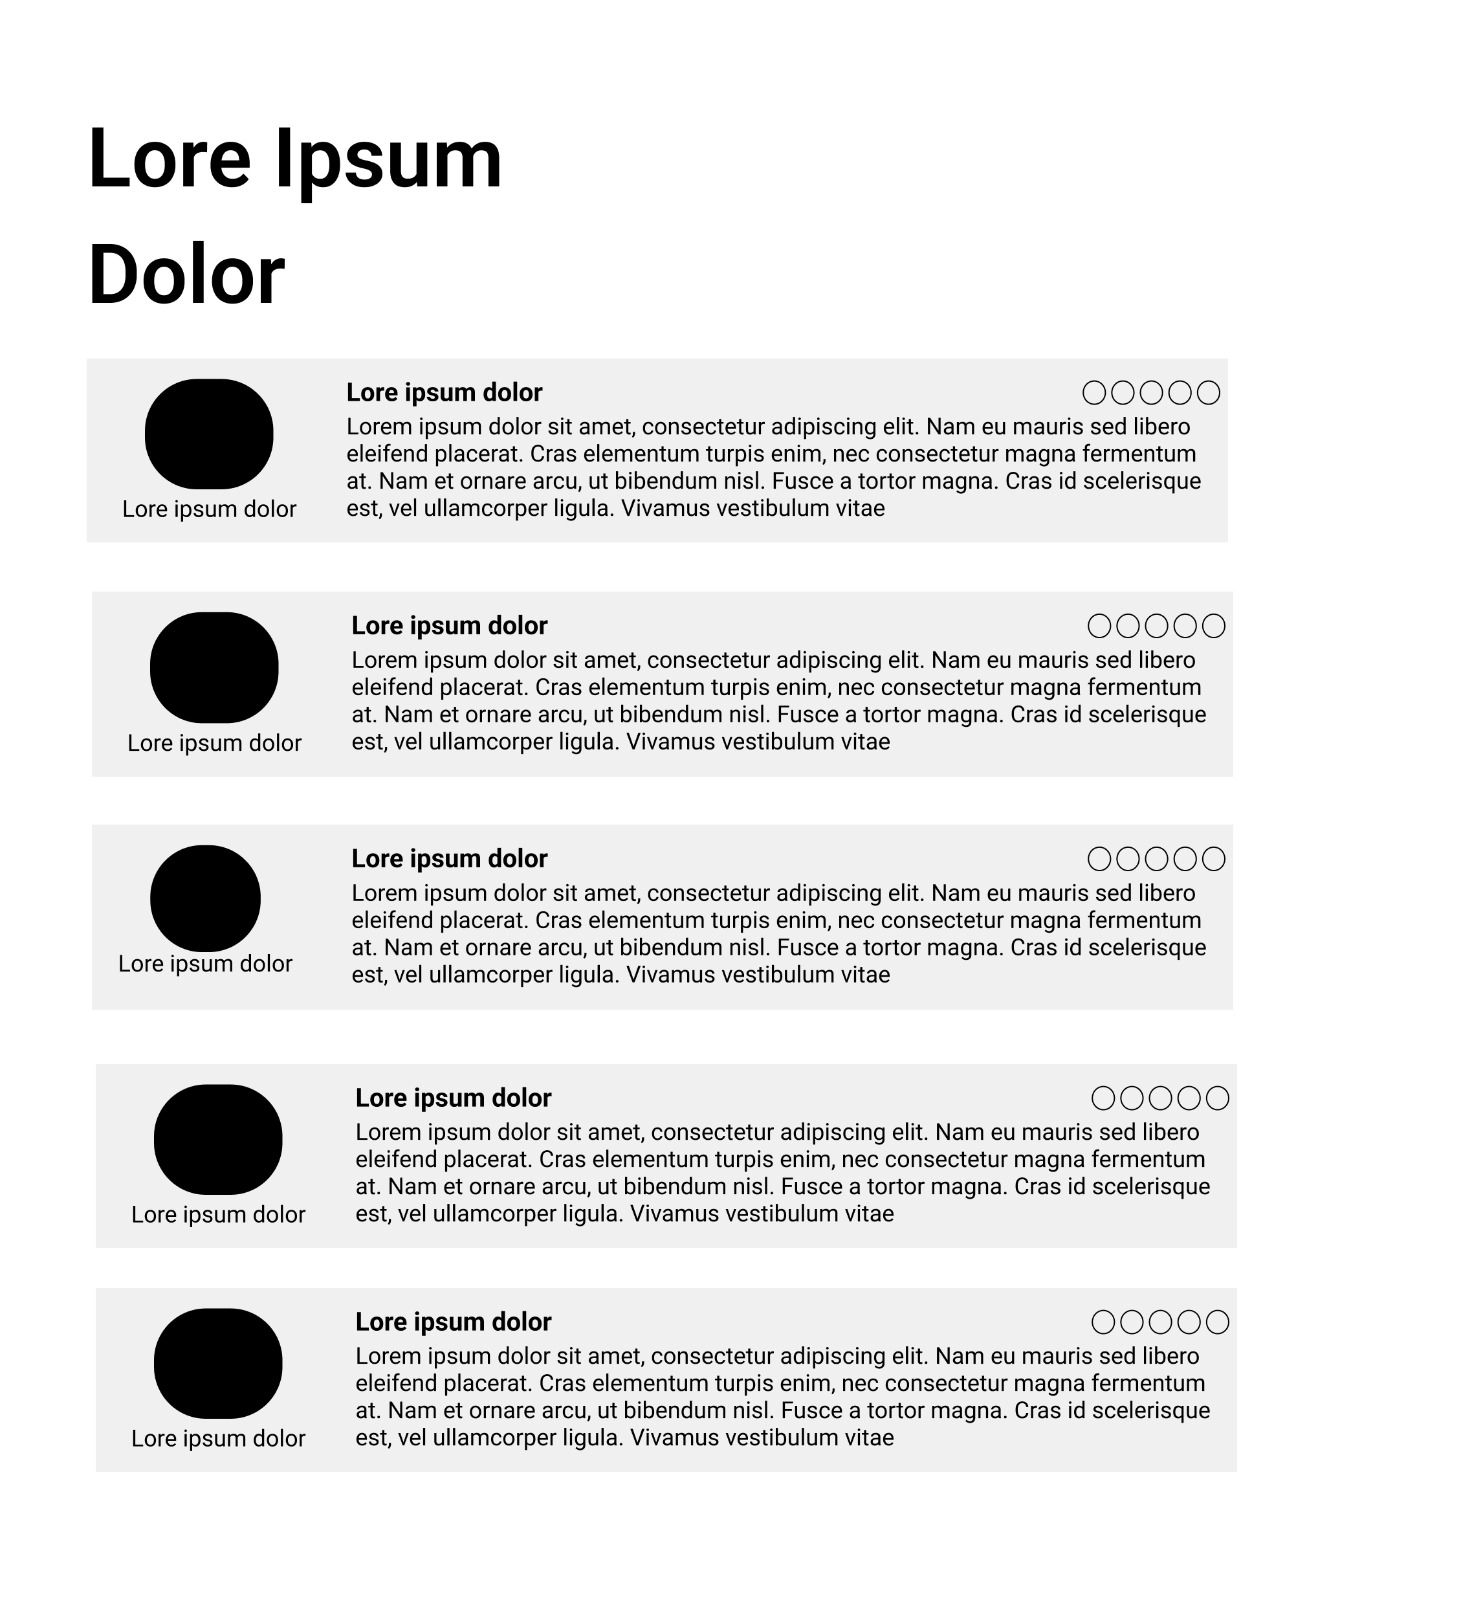 Lore Ipsum
Dolor
Lore ipsum dolor
Lorem ipsum dolor sit amet, consectetur adipiscing elit. Nam eu mauris sed libero
eleifend placerat. Cras elementum turpis enim, nec consectetur magna fermentum
at. Nam et ornare arcu, ut bibendum nisl. Fusce a tortor magna. Cras id scelerisque
est, vel ullamcorper ligula. Vivamus vestibulum vitae
Lore ipsum dolor
Lore ipsum dolor
Lorem ipsum dolor sit amet, consectetur adipiscing elit. Nam eu mauris sed libero
eleifend placerat. Cras elementum turpis enim, nec consectetur magna fermentum
at. Nam et ornare arcu, ut bibendum nisl. Fusce a tortor magna. Cras id scelerisque
est, vel ullamcorper ligula. Vivamus vestibulum vitae
Lore ipsum dolor
Lore ipsum dolor
Lorem ipsum dolor sit amet, consectetur adipiscing elit. Nam eu mauris sed libero
eleifend placerat. Cras elementum turpis enim, nec consectetur magna fermentum
at. Nam et ornare arcu, ut bibendum nisl. Fusce a tortor magna. Cras id scelerisque
est, vel ullamcorper ligula. Vivamus vestibulum vitae
Lore ipsum dolor
Lore ipsum dolor
Lorem ipsum dolor sit amet, consectetur adipiscing elit. Nam eu mauris sed libero
eleifend placerat. Cras elementum turpis enim, nec consectetur magna fermentum
at. Nam et ornare arcu, ut bibendum nisl. Fusce a tortor magna. Cras id scelerisque
est, vel ullamcorper ligula. Vivamus vestibulum vitae
Lore ipsum dolor
Lore ipsum dolor
Lorem ipsum dolor sit amet, consectetur adipiscing elit. Nam eu mauris sed libero
eleifend placerat. Cras elementum turpis enim, nec consectetur magna fermentum
at. Nam et ornare arcu, ut bibendum nisl. Fusce a tortor magna. Cras id scelerisque
est, vel ullamcorper ligula. Vivamus vestibulum vitae
Lore ipsum dolor